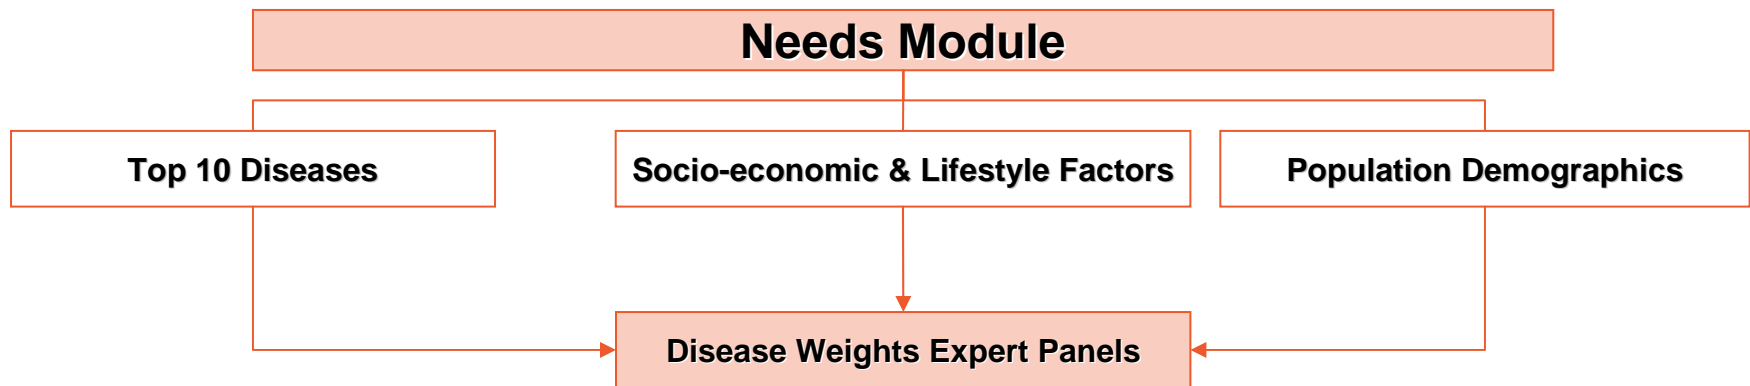 Needs Module
Top 10 Diseases
Socio-economic & Lifestyle Factors
Population Demographics
Disease Weights Expert Panels